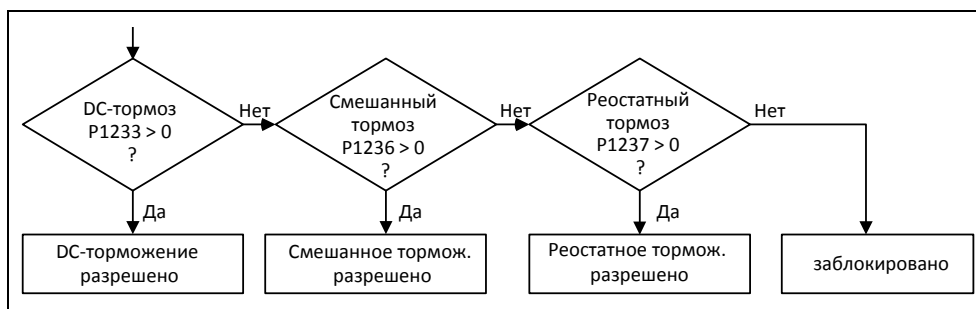 DC-тормоз
P1233 > 0
?
Нет
Да
DC-торможение
разрешено
Смешанный
тормоз
P1236 > 0
?
Нет
Да
Смешанное тормож.
разрешено
Реостатный
тормоз
P1237 > 0
?
Нет
Да
Реостатное тормож.
разрешено
заблокировано